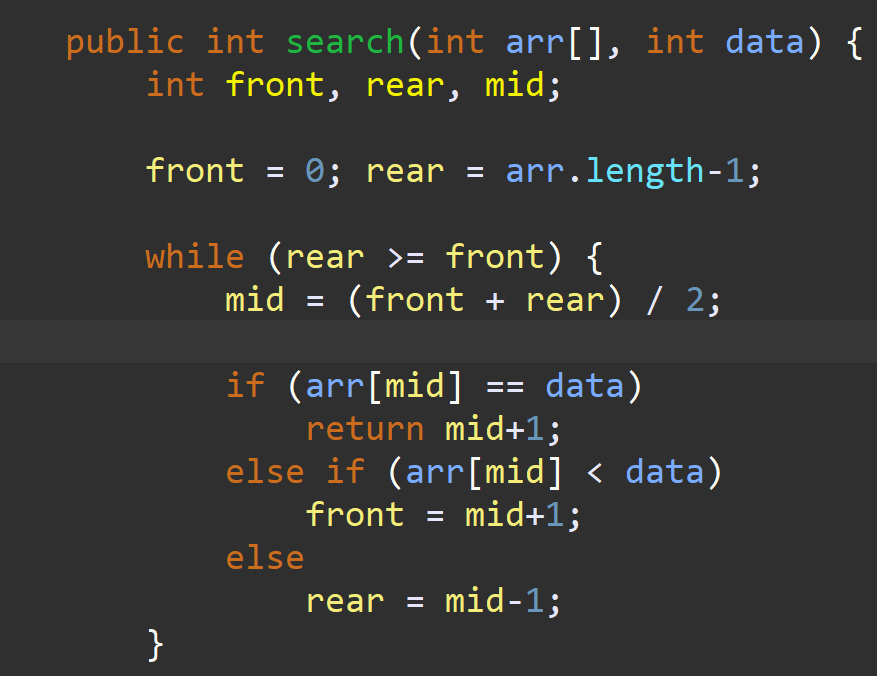 public int search(int arr[], int data) {
int front, rear, mid;
front = 0; rear = arr.length-1;
while (rear >= front) {
mid = (front + rear) / 2;
if (arr[mid] == data)
return mid+1;
else if (arr[mid] < data)
front = mid+1;
else
rear = mid-1;
}